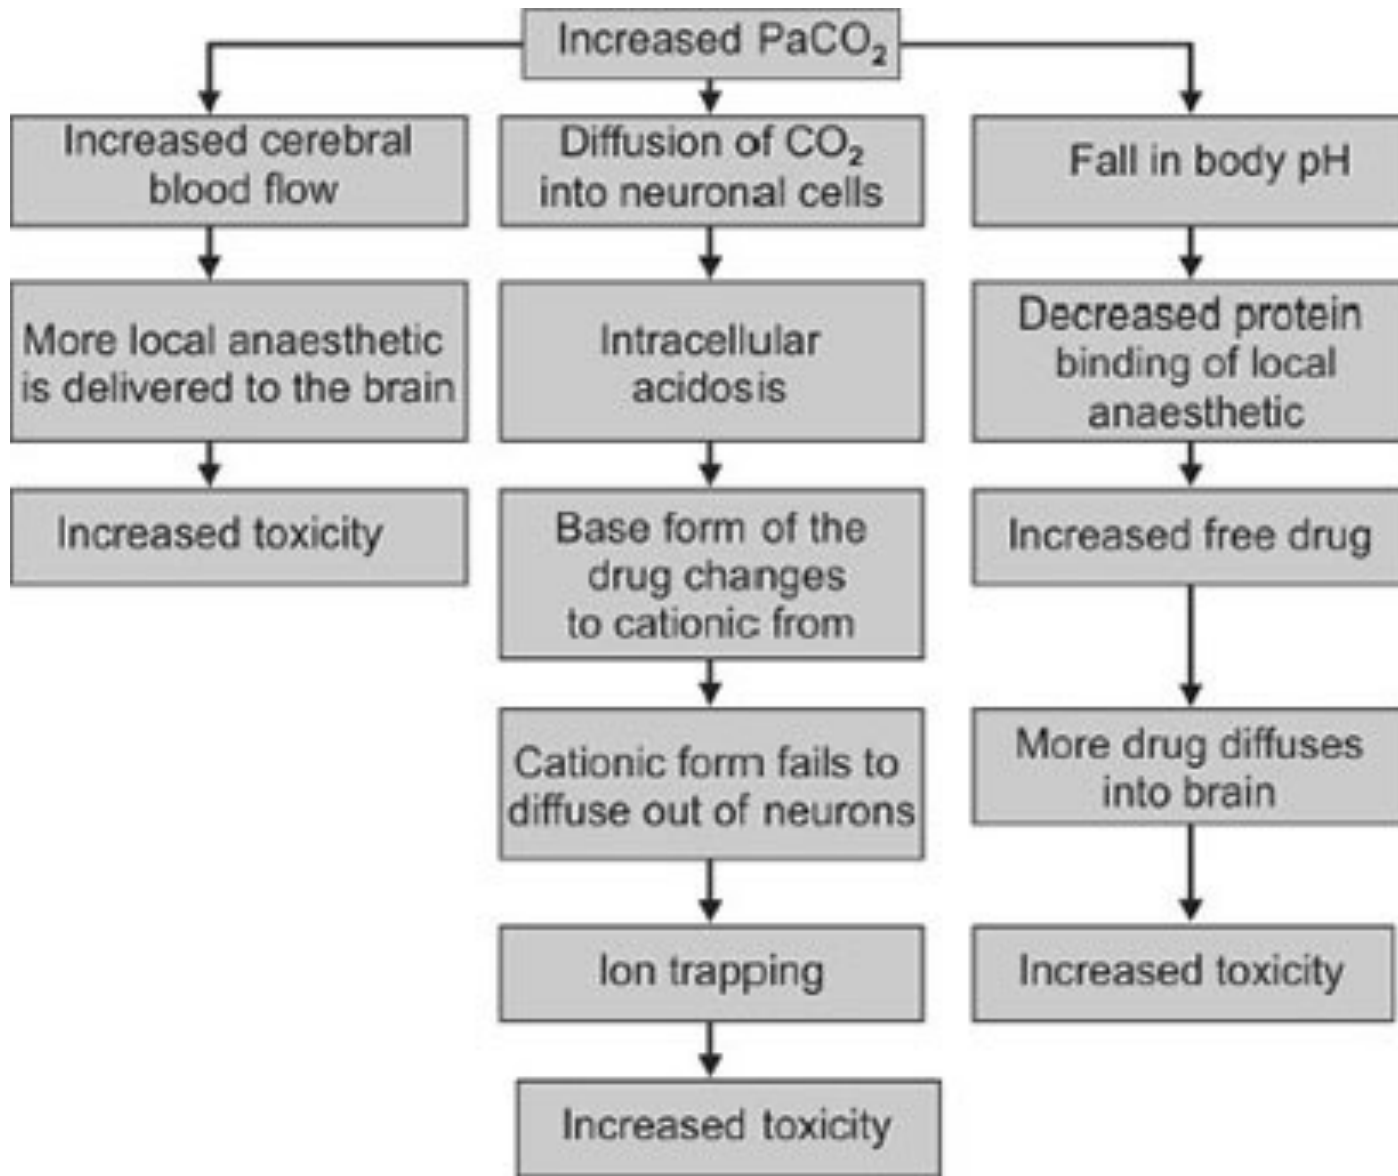 Increased PaCO₂
Increased cerebral
blood flow
More local anaesthetic
is delivered to the brain
Increased toxicity
Diffusion of CO₂
into neuronal cells
Intracellular
acidosis
Base form of the
drug changes
to cationic from
Cationic form fails to
diffuse out of neurons
Ion trapping
Increased toxicity
Fall in body pH
Decreased protein
binding of local
anaesthetic
Increased free drug
More drug diffuses
into brain
Increased toxicity